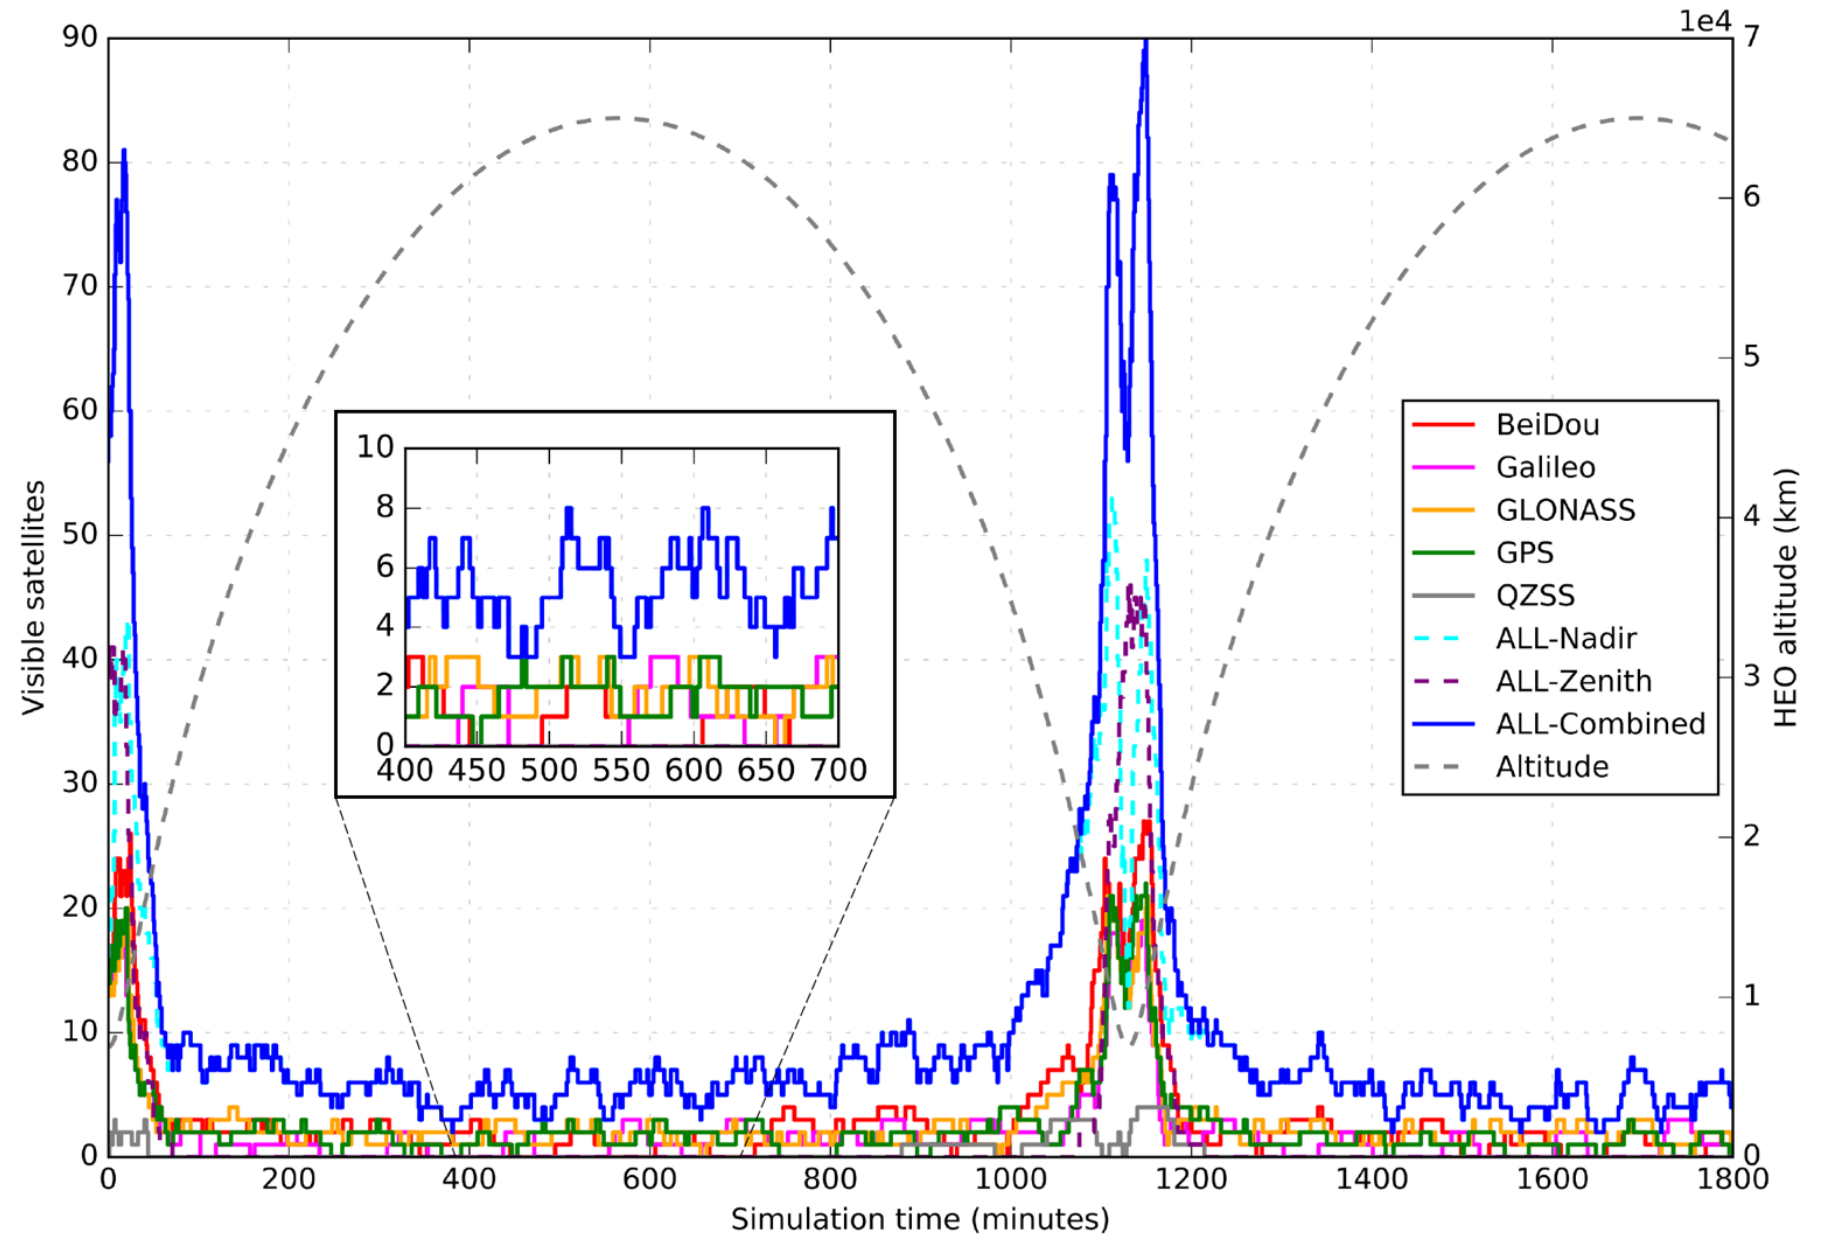 1e4
90
80
70
60
50
40
30
20
10
0
Visible satellites
7
6
5
4
3
2
1
0
HEO altitude (km)
10
8
6
4
2
0
400 450 500 550 600 650 700
BeiDou
Galileo
GLONASS
GPS
QZSS
ALL-Nadir
ALL-Zenith
ALL-Combined
Altitude
0 200 400 600 800 1000 1200 1400 1600 1800
Simulation time (minutes)